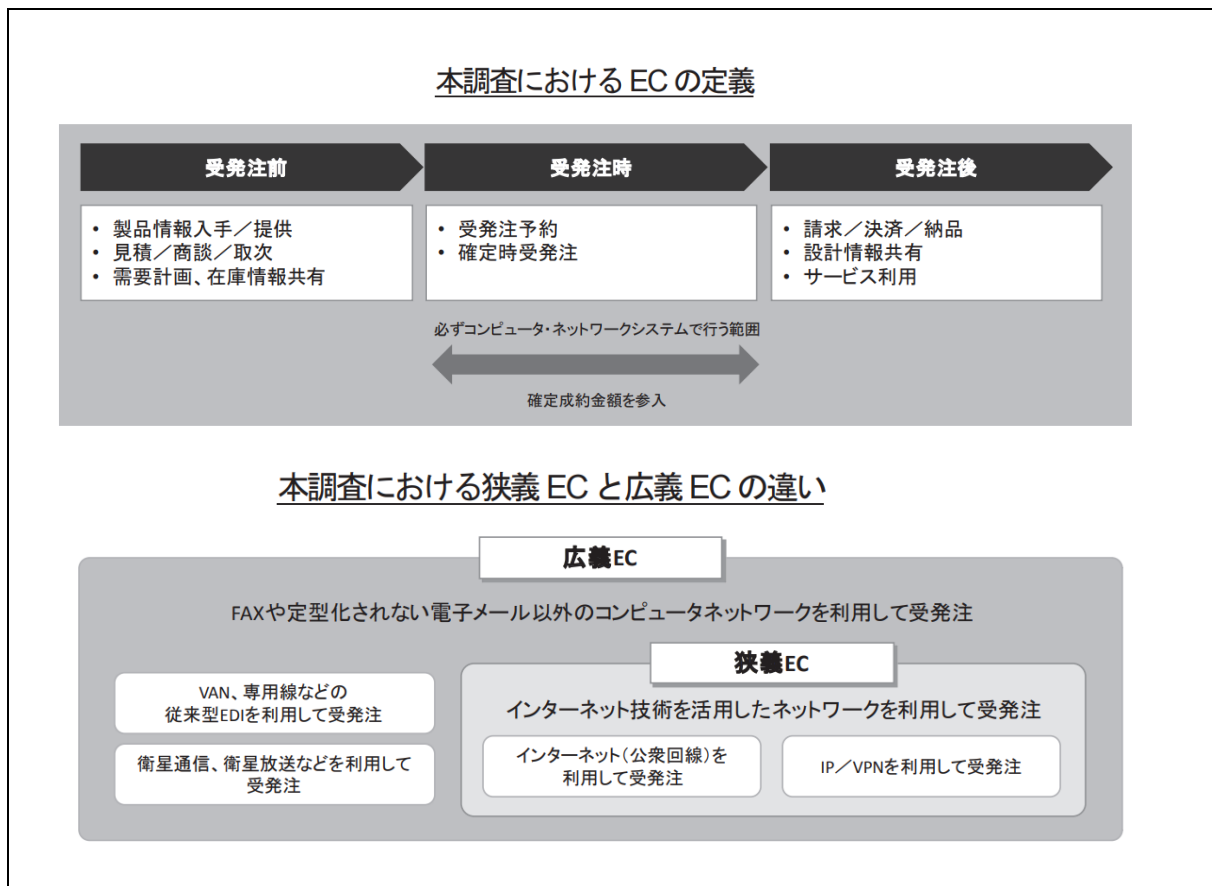 本調査における EC の定義
受発注前
受発注時
受発注後
• 製品情報入手／提供
• 見積／商談／取次
• 需要計画、在庫情報共有
• 受発注予約
• 確定時受発注
• 請求／決済／納品
• 設計情報共有
• サービス利用
必ずコンピュータ・ネットワークシステムで行う範囲
確定成約金額を参入
本調査における狭義 EC と広義 EC の違い
広義EC
FAXや定型化されない電子メール以外のコンピュータネットワークを利用して受発注
VAN、専用線などの
従来型EDIを利用して受発注
衛星通信、衛星放送などを利用して
受発注
狭義EC
インターネット技術を活用したネットワークを利用して受発注
インターネット（公衆回線）を
利用して受発注
IP／VPNを利用して受発注